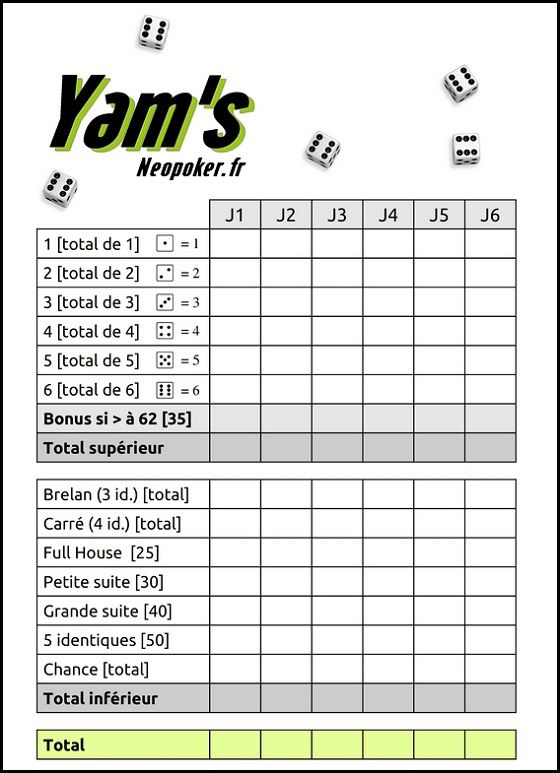 Yam's
Neopoker.fr
J1 J2 J3 J4 J5 J6
1 [total de 1] = 1
2 [total de 2] = 2
3 [total de 3] = 3
4 [total de 4] = 4
5 [total de 5] = 5
6 [total de 6] = 6
Bonus si > à 62 [35]
Total supérieur
Brelan (3 id.) [total]
Carré (4 id.) [total]
Full House [25]
Petite suite [30]
Grande suite [40]
5 identiques [50]
Chance [total]
Total inférieur
Total